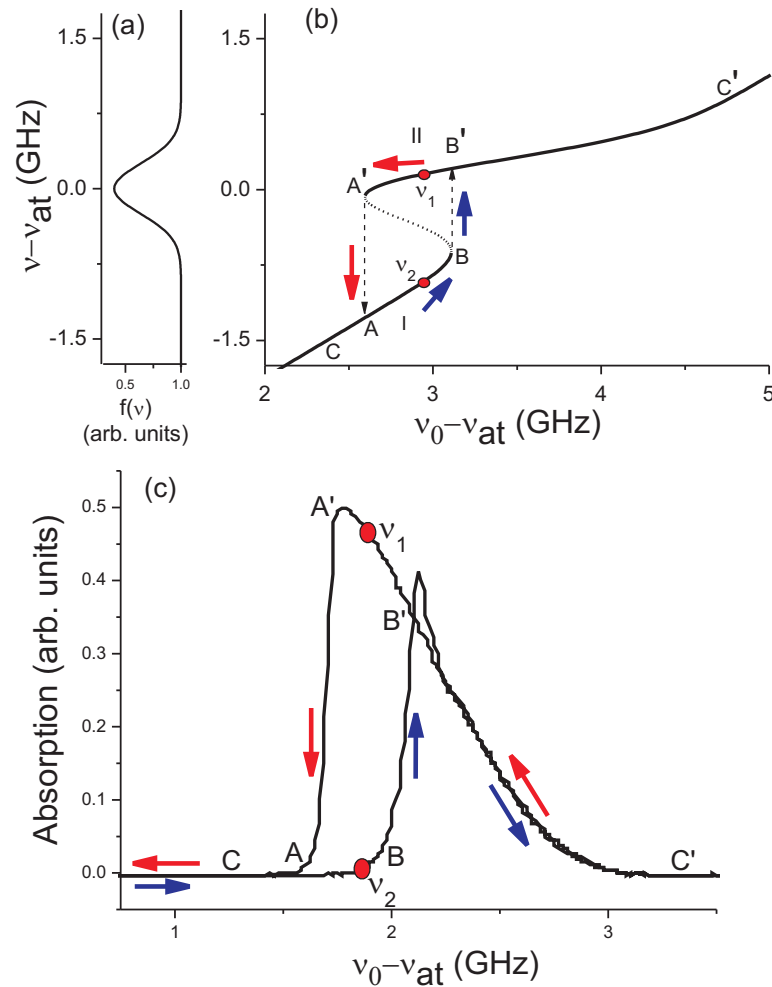 (a)
(b)
1.5
0.0
-1.5
ν–νat (GHz)
0.5 1.0
f(ν)
(arb. units)
1.5
0.0
-1.5
II
C'
B'
A'
ν1
ν2
B
A
I
C
2 3 4 5
ν0–νat (GHz)
(c)
0.5
0.4
0.3
0.2
0.1
0.0
Absorption (arb. units)
A'
ν1
B'
C
A
B
C'
ν2
1 2 3
ν0–νat (GHz)